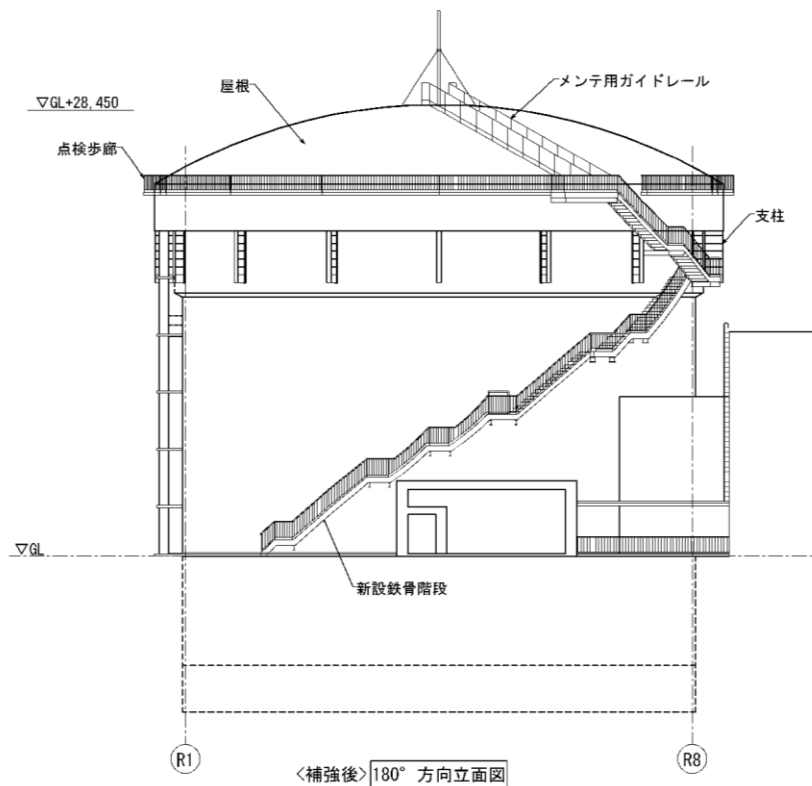 ▽GL+28,450
屋根
メンテ用ガイドレール
点検歩廊
支柱
▽GL
新設鉄骨階段
R1
R8
<補強後> 180° 方向立面図